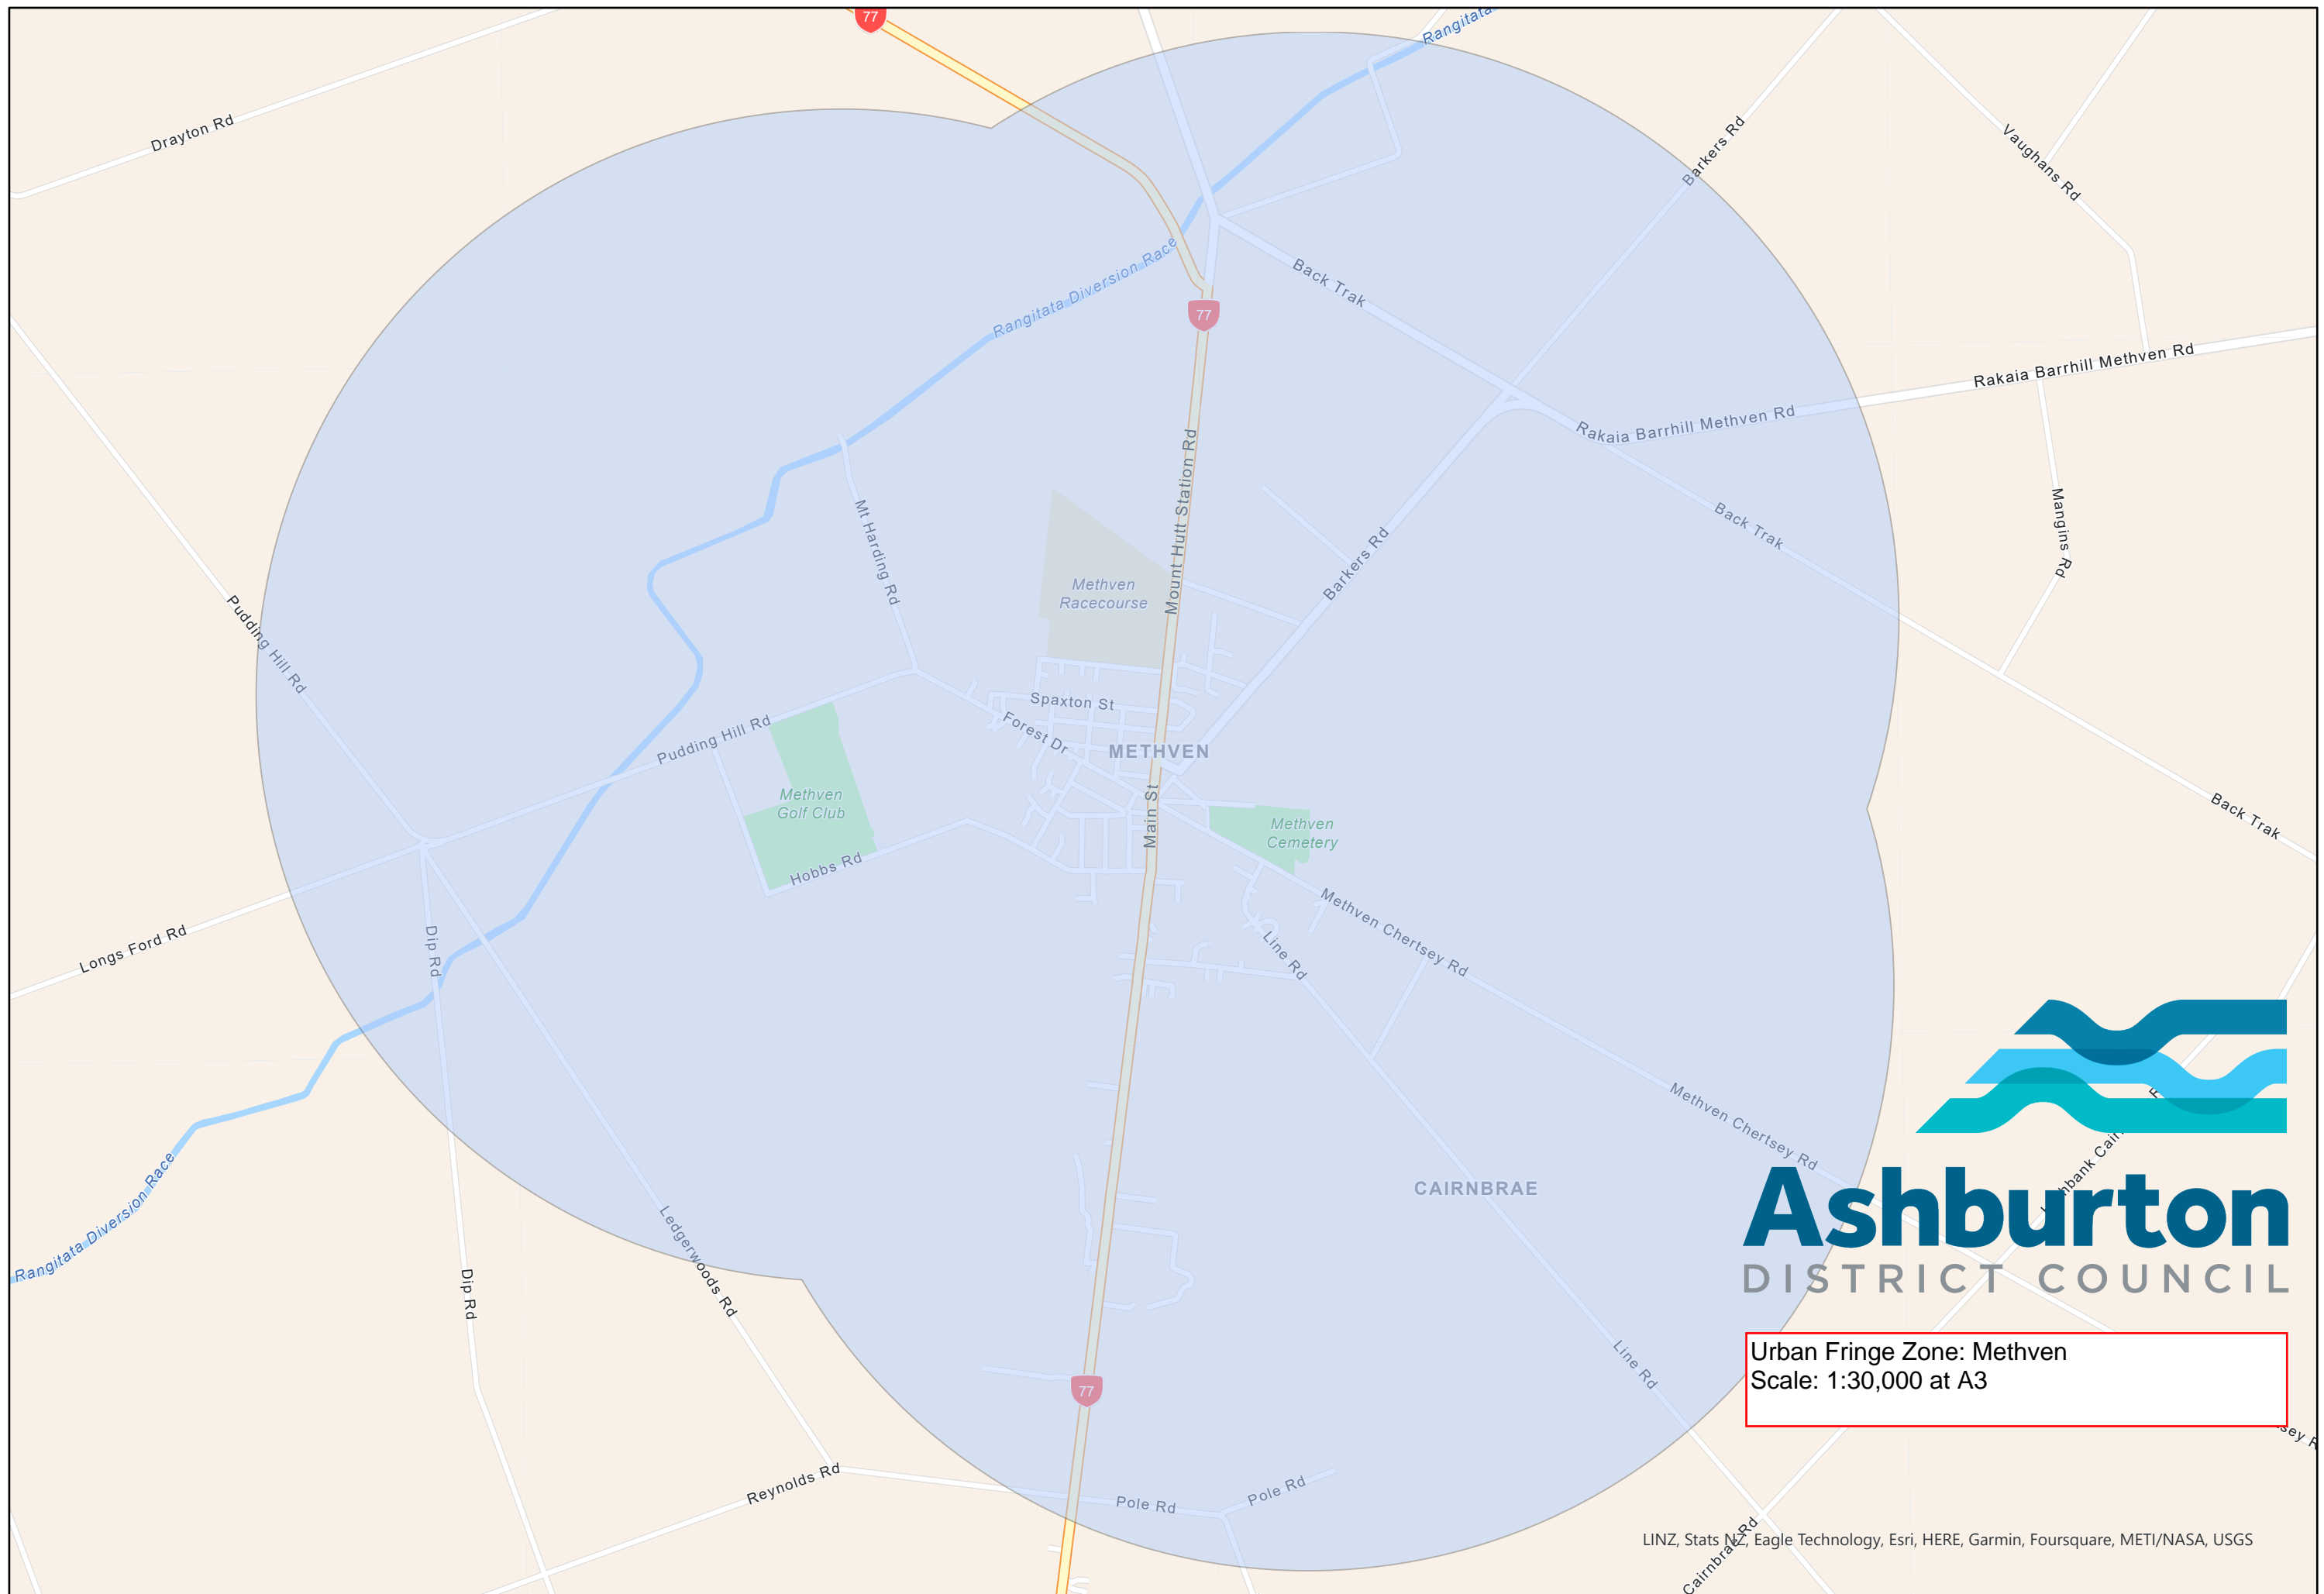 77
Rangitata
Drayton Rd
Barkers Rd
Vaughans Rd
Rangitata Diversion Race
Back Trak
77
Rakaia Barrhill Methven Rd
Rakaia Barrhill Methven Rd
Mount Hutt Station Rd
Mt Harding Rd
Back Trak
Mangins Rd
Barkers Rd
Methven
Racecourse
Pudding Hill Rd
Spaxton St
Pudding Hill Rd
Forest Dr
METHVEN
Methven
Golf Club
Main St
Methven
Cemetery
Back Trak
Hobbs Rd
Methven Chertsey Rd
Longs Ford Rd
Dip Rd
Line Rd
Methven Chertsey Rd
Rangitata Diversion Race
CAIRNBRAE
Ledgerwoods Rd
Dip Rd
Ashburton
DISTRICT COUNCIL
Urban Fringe Zone: Methven
Scale: 1:30,000 at A3
Line Rd
77
Reynolds Rd
Pole Rd
Pole Rd
Cairnbrae Rd
LINZ, Stats NZ, Eagle Technology, Esri, HERE, Garmin, Foursquare, METI/NASA, USGS